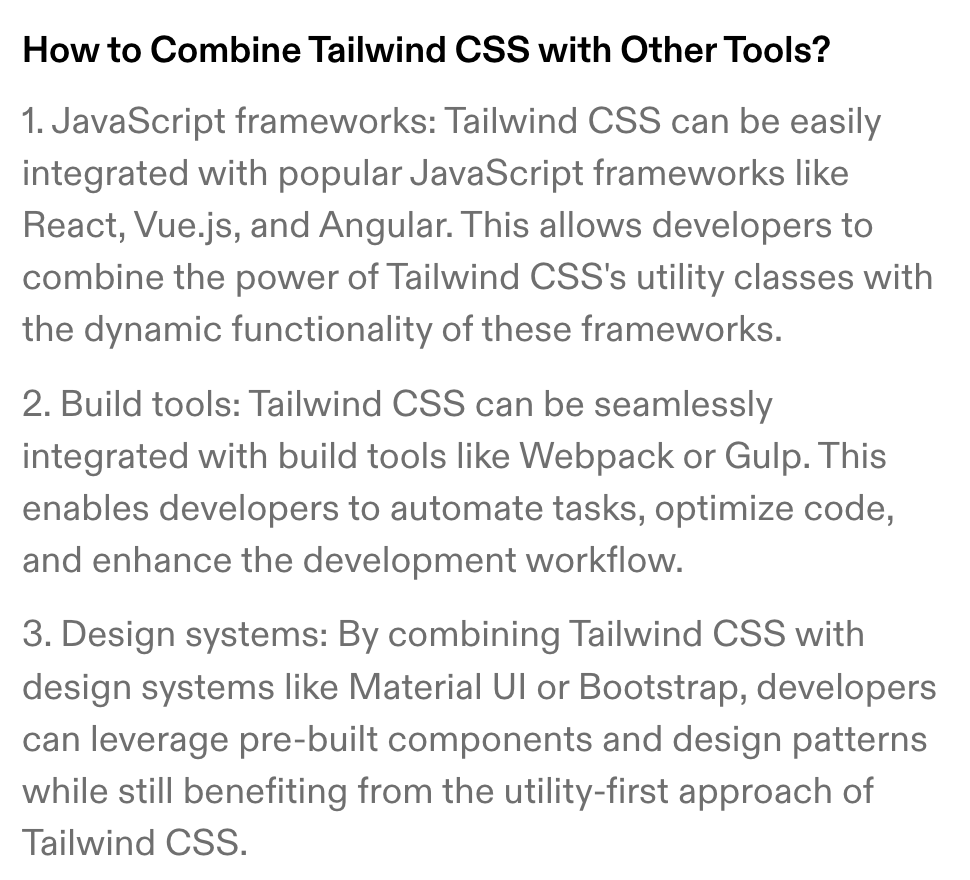 How to Combine Tailwind CSS with Other Tools?
1. JavaScript frameworks: Tailwind CSS can be easily
integrated with popular JavaScript frameworks like
React, Vue.js, and Angular. This allows developers to
combine the power of Tailwind CSS's utility classes with
the dynamic functionality of these frameworks.
2. Build tools: Tailwind CSS can be seamlessly
integrated with build tools like Webpack or Gulp. This
enables developers to automate tasks, optimize code,
and enhance the development workflow.
3. Design systems: By combining Tailwind CSS with
design systems like Material UI or Bootstrap, developers
can leverage pre-built components and design patterns
while still benefiting from the utility-first approach of
Tailwind CSS.